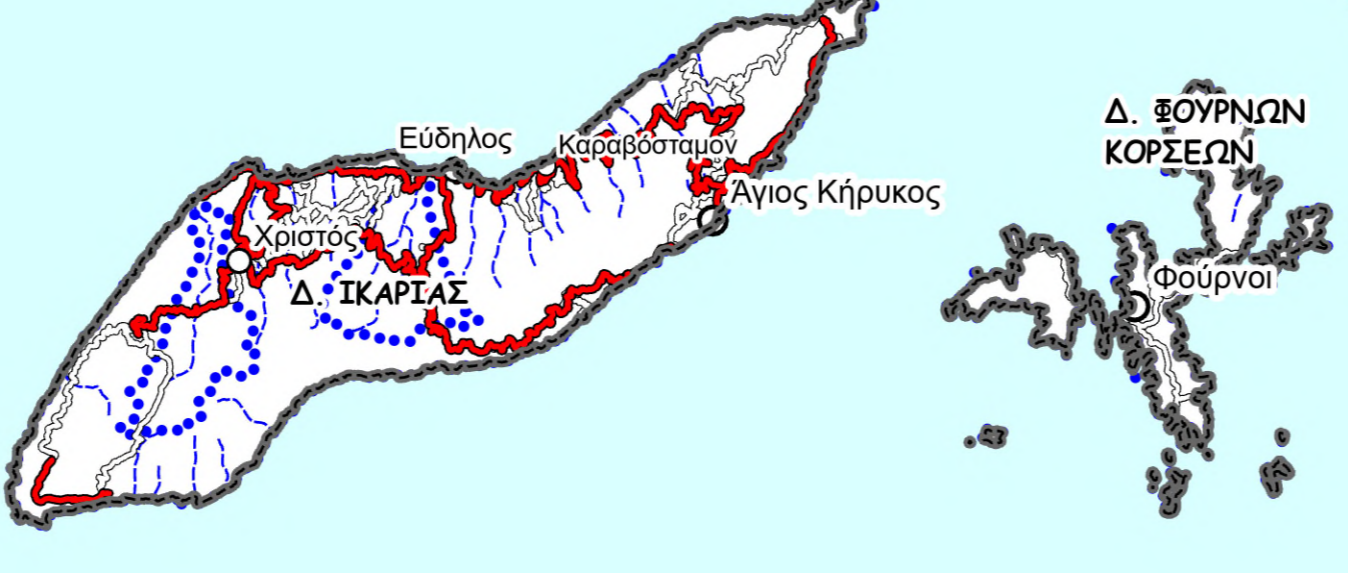 Δ. ΦΟΥΡΝΩΝ
ΚΟΡΣΕΩΝ
Εύδηλος
Καραβόσταμον
Άγιος Κήρυκος
Χριστός
Δ. ΙΚΑΡΙΑΣ
Φούρνοι